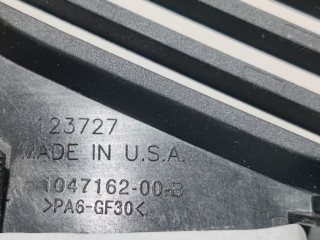 123727
MADE IN U.S.A.
1047162-00-B
>PA6-GF30<